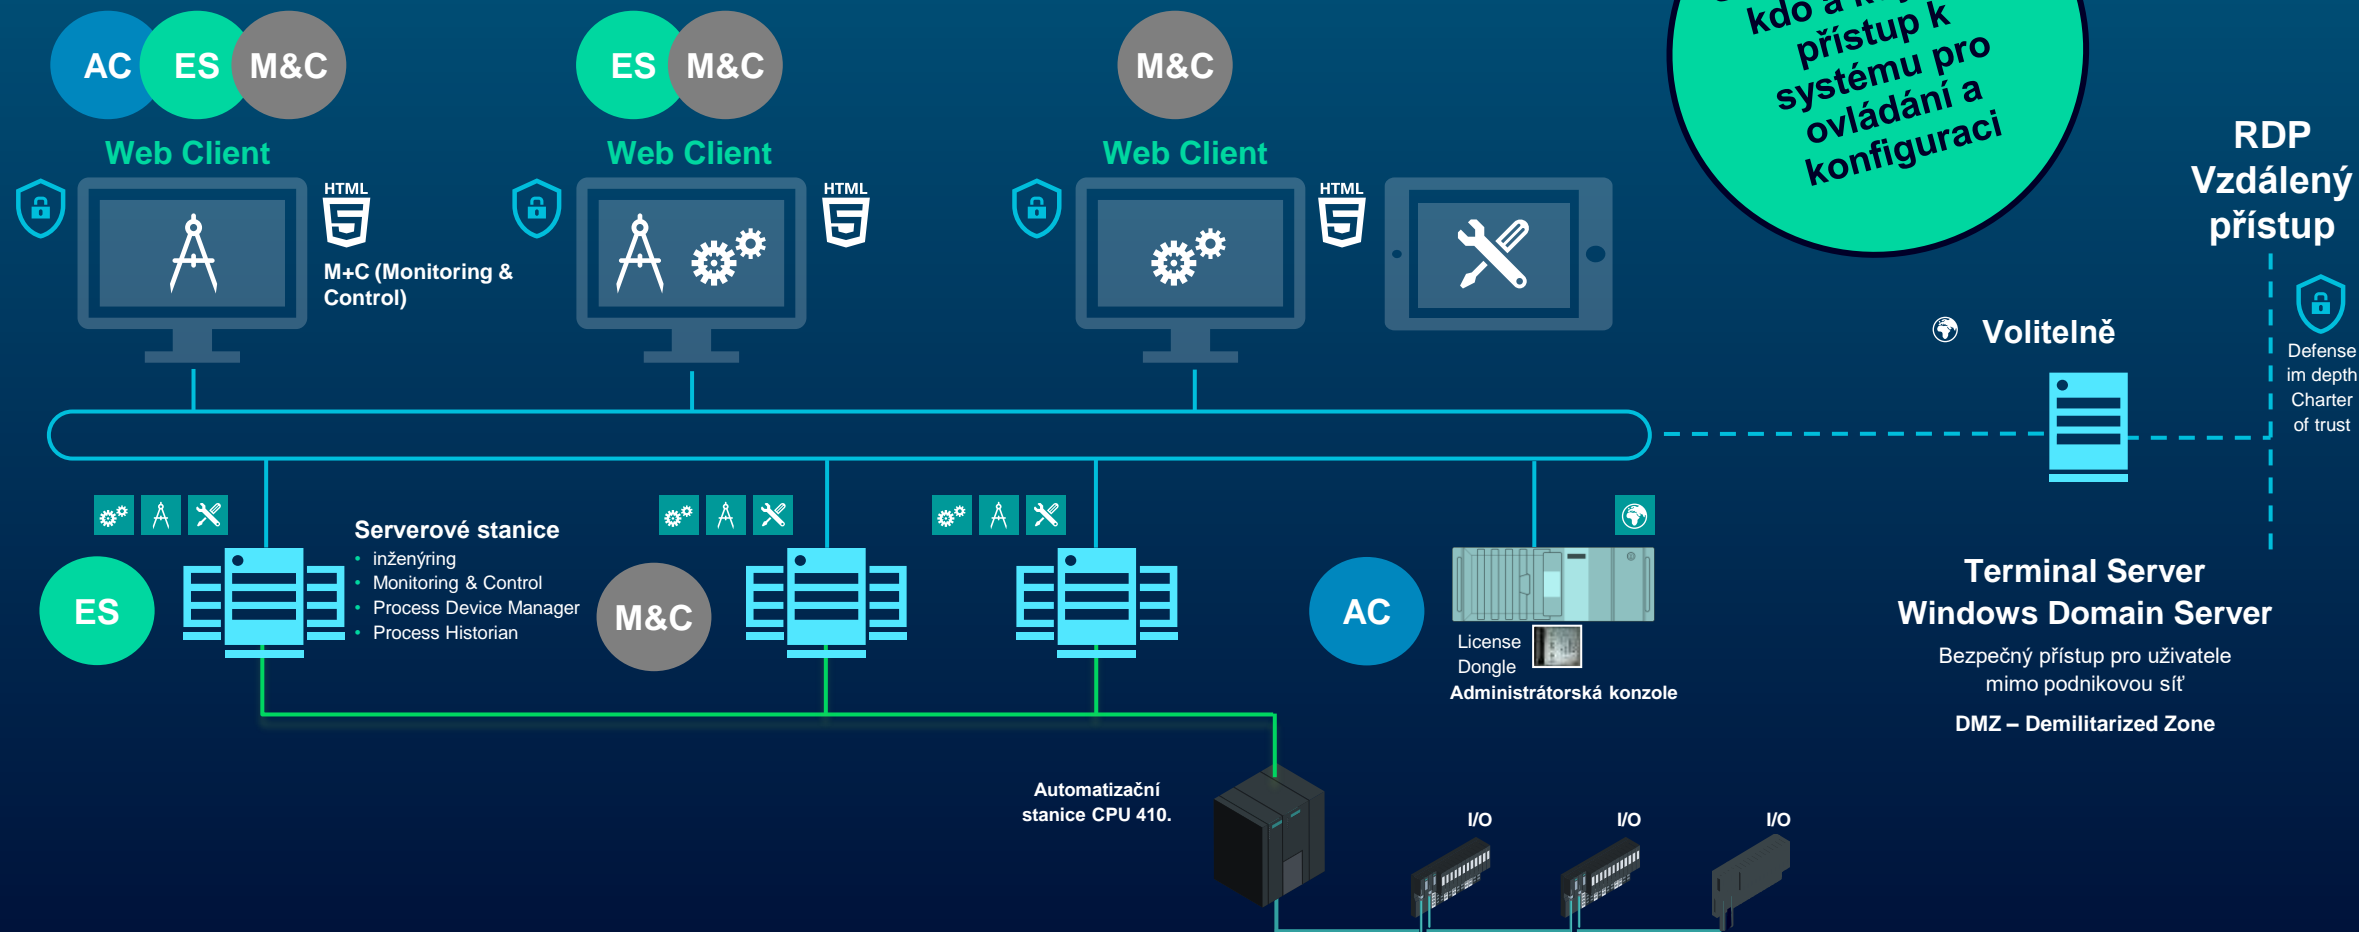 AC
ES
M&C
ES
M&C
M&C
kdo a
přístup k
systému pro
ovládání a
konfiguraci
Web Client
Web Client
Web Client
HTML
5
HTML
5
HTML
5
M+C (Monitoring &
Control)
RDP
Vzdálený
přístup
Volitelně
Defense
im depth
Charter
of trust
Serverové stanice
• inženýring
• Monitoring & Control
• Process Device Manager
• Process Historian
ES
M&C
AC
License
Dongle
Administrátorská konzole
Terminal Server
Windows Domain Server
Bezpečný přístup pro uživatele
mimo podnikovou síť
DMZ – Demilitarized Zone
Automatizační
stanice CPU 410.
I/O
I/O
I/O